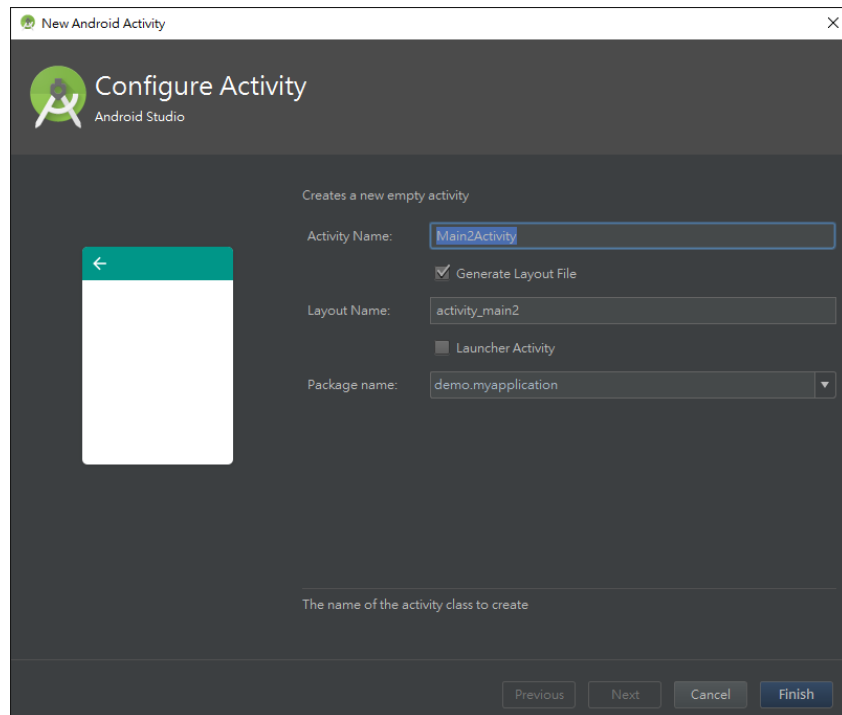 New Android Activity
Configure Activity
Android Studio
Creates a new empty activity
Activity Name: Main2Activity
Generate Layout File
Layout Name: activity_main2
Launcher Activity
Package name: demo.myapplication
The name of the activity class to create
Previous Next Cancel Finish